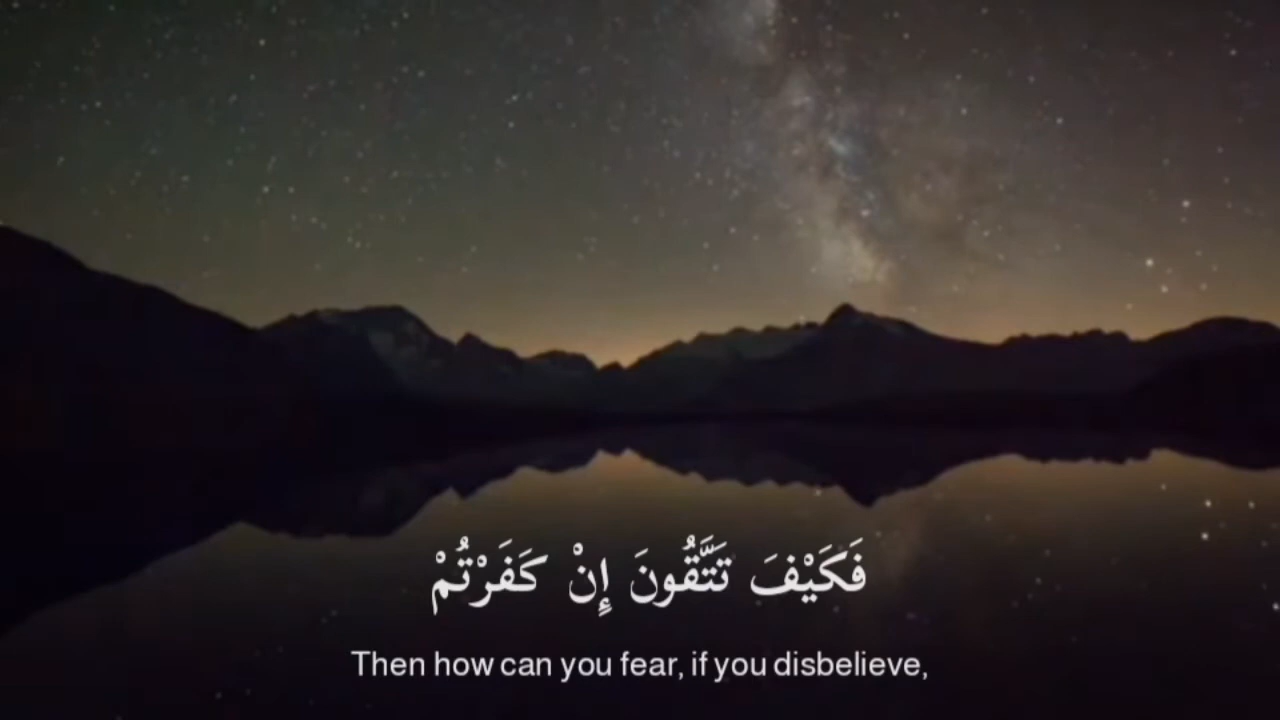 فَكَيْفَ تَتَّقُونَ إِنْ كَفَرْتُمْ
Then how can you fear, if you disbelieve,